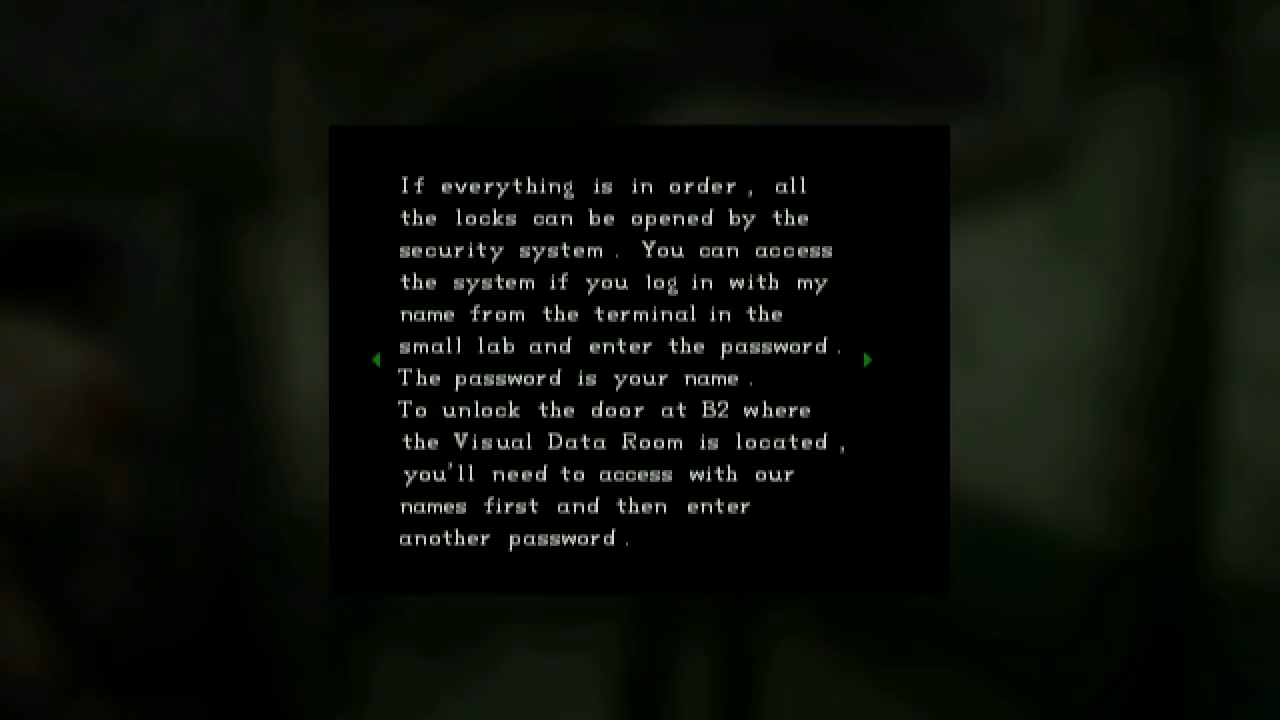 If everything is in order, all
the locks can be opened by the
security system. You can access
the system if you log in with my
name from the terminal in the
small lab and enter the password.
The password is your name.
To unlock the door at B2 where
the Visual Data Room is located,
you'll need to access with our
names first and then enter
another password.